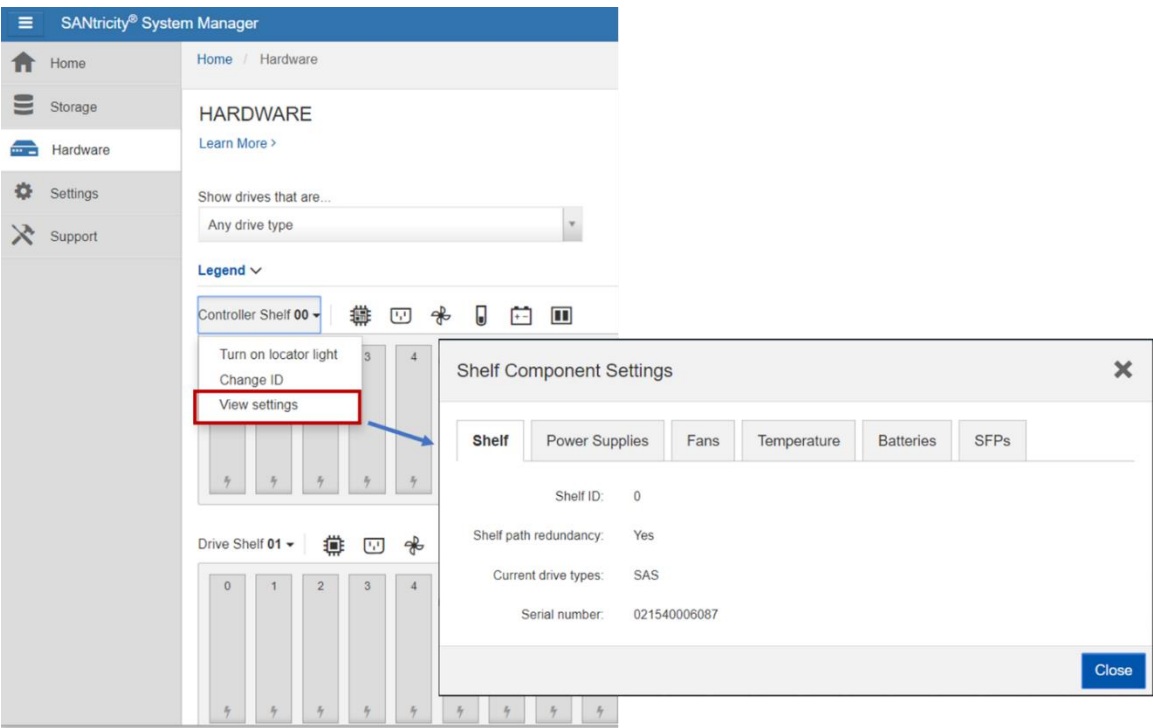 SANtricity® System Manager
Home
Storage
Hardware
Settings
Support
Home / Hardware
HARDWARE
Learn More >
Show drives that are...
Any drive type
Legend
Controller Shelf 00
Turn on locator light
Change ID
View settings
3 4
Drive Shelf 01
0 1 2 3 4
Shelf Component Settings
Shelf Power Supplies Fans Temperature Batteries SFPs
Shelf ID: 0
Shelf path redundancy: Yes
Current drive types: SAS
Serial number: 021540006087
Close